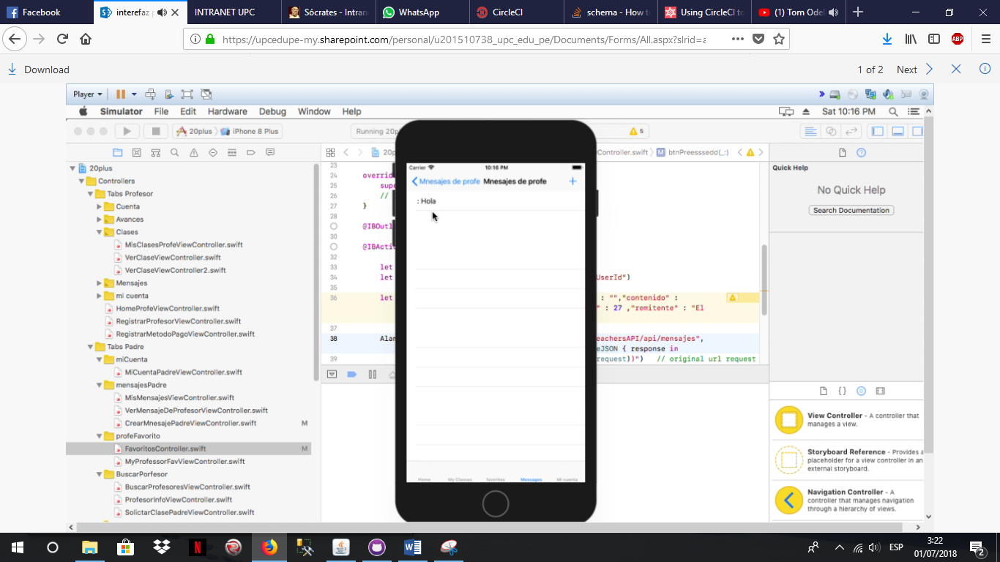 Facebook
interefaz
INTRANET UPC
Sócrates - Intran
WhatsApp
CircleCI
schema - How t
Using CircleCI to
(1) Tom Odel
https://upcedupe-my.sharepoint.com/personal/u201510738_upc_edu_pe/Documents/Forms/All.aspx?slrid=
ABP
Download
1 of 2 Next
Player
Simulator File Edit Hardware Debug Window Help
Sat 10:16 PM
20plus iPhone 8 Plus
Running 20p
5
20p
Controller.swift btnPreesssedd(_:)
20plus
Controllers
Tabs Profesor
Cuenta
Avances
Clases
MisClasesProfeViewController.swift
VerClaseViewController.swift
VerClaseViewController2.swift
Mensajes
mi cuenta
HomeProfeViewController.swift
RegistrarProfesorViewController.swift
RegistrarMetodoPagoViewController.swift
Tabs Padre
miCuenta
MiCuentaPadreViewController.swift
mensajesPadre
MisMensajesViewController.swift
VerMensajeDeProfesorViewController.swift
CrearMnesajePadreViewController.swift M
profeFavorito
FavoritosController.swift M
MyProfessorFavViewController.swift
BuscarPorfesor
BuscarProfesoresViewController.swift
ProfesorInfoViewController.swift
SolictarClasePadreViewController.swift
23
24 overrid
25 supe
26 //
27 }
28
@IBOutl
30
@IBActi
32
33 let
34 let UserId")
35
36 let : "","contenido" :
" : 27 ,"remitente" : "El
37
38 Alam eachersAPI/api/mensajes",
eJSON { response in
39 request))") // original url request
Carrier 10:16 PM
Mnesajes de profe Mnesajes de profe +
: Hola
Home My Classes favorites Messages Mi cuenta
Quick Help
No Quick Help
Search Documentation
{ }
View Controller - A controller that
manages a view.
Storyboard Reference - Provides a
placeholder for a view controller in an
external storyboard.
Navigation Controller - A
controller that manages navigation
through a hierarchy of views.
ESP
3:22
01/07/2018
2